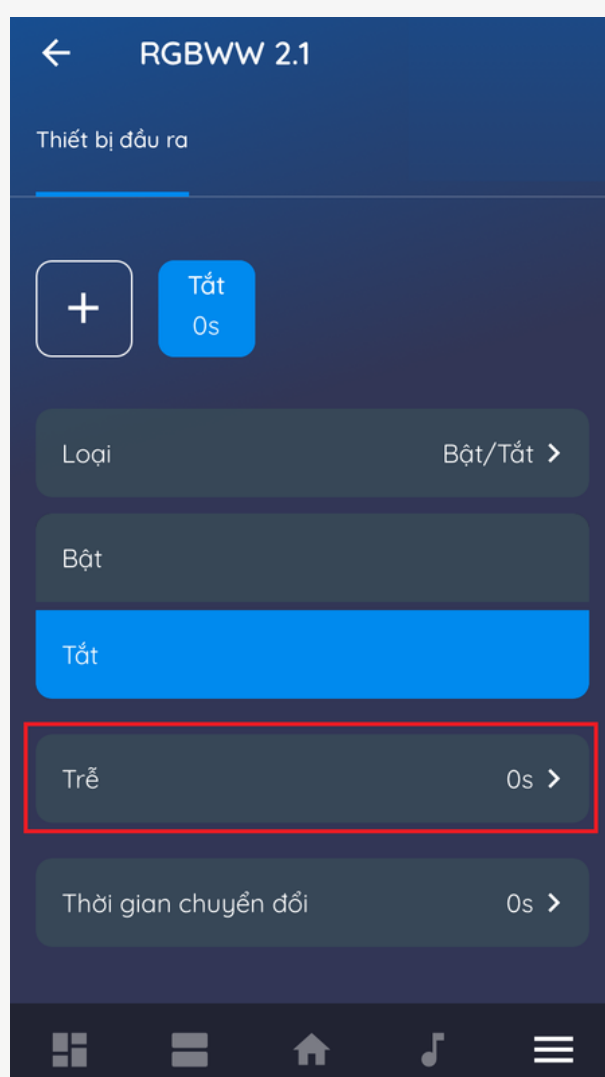 RGBWW 2.1
Thiết bị đầu ra
Tắt
0s
Loại Bật/Tắt
Bật
Tắt
Trễ 0s
Thời gian chuyển đổi 0s